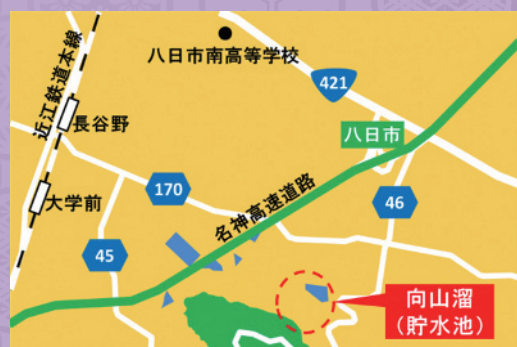 八日市南高等学校
近江鉄道本線
421
長谷野
八日市
170
大学前
46
名神高速道路
45
向山溜
(貯水池)